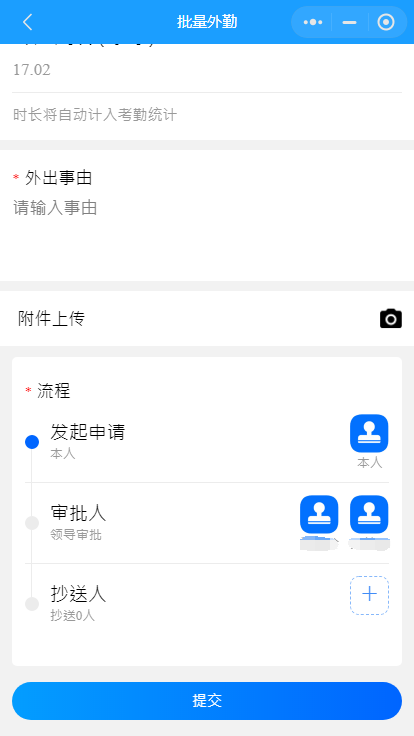 批量外勤
17.02
时长将自动计入考勤统计
* 外出事由
请输入事由
附件上传
* 流程
发起申请
本人
本人
审批人
领导审批
抄送人
抄送0人
提交